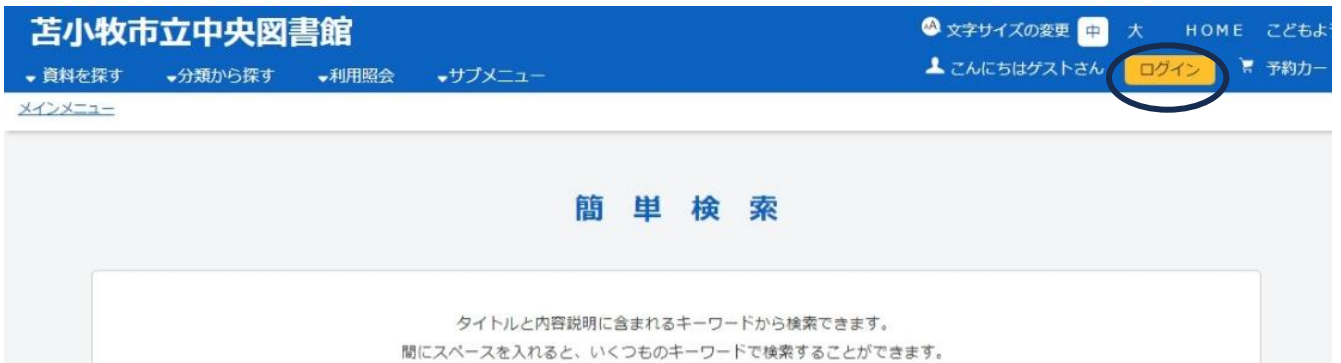 苫小牧市立中央図書館
文字サイズの変更 中 大 HOME こどもよ
▼資料を探す ▼分類から探す ▼利用照会 ▼サブメニュー
こんにちはゲストさん ログイン 予約カー
メインメニュー
簡単検索
タイトルと内容説明に含まれるキーワードから検索できます。
間にスペースを入れると、いくつものキーワードで検索することができます。